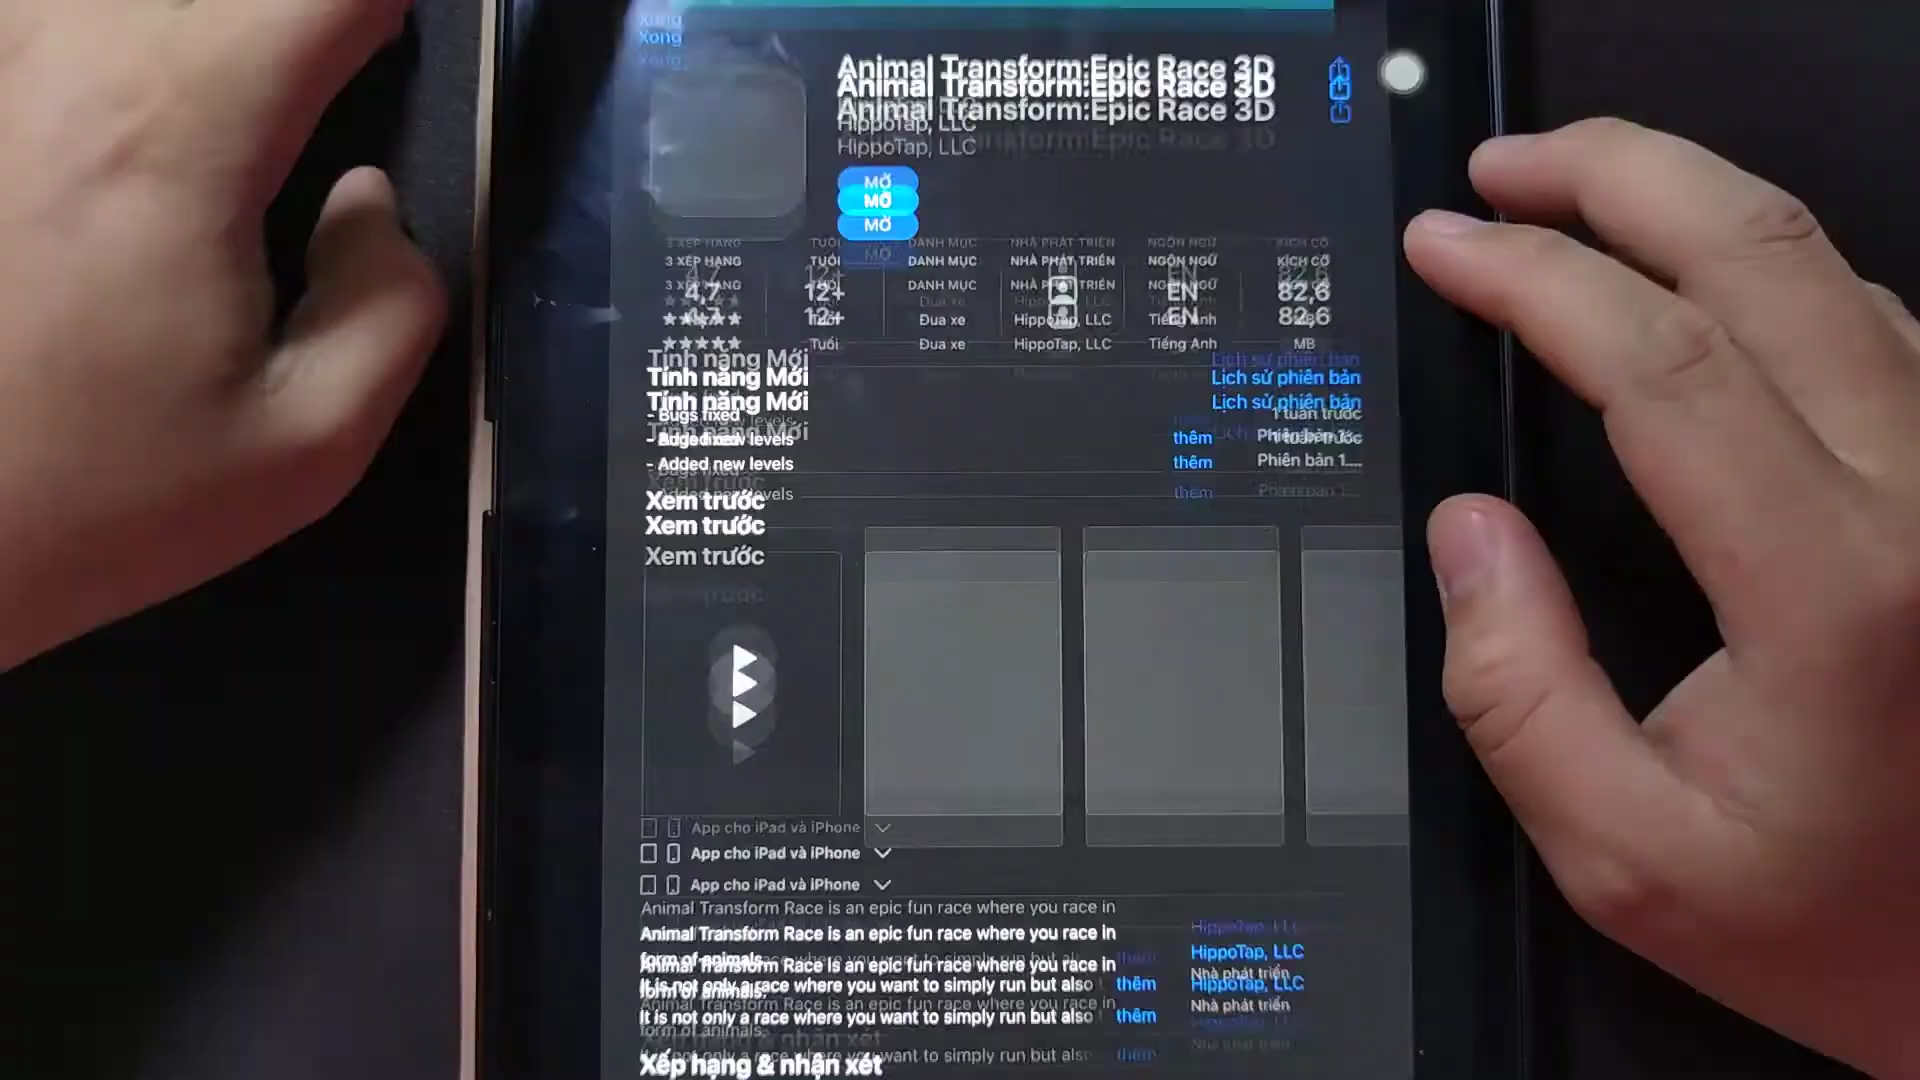 Xong
Animal Transform:Epic Race 3D
HippoTap, LLC
MỞ
3 XẾP HẠNG
4,7
★★★★★
TUỔI
12+
Tuổi
DANH MỤC
Đua xe
NHÀ PHÁT TRIỂN
HippoTap, LLC
NGÔN NGỮ
EN
Tiếng Anh
KÍCH CỠ
82,6
MB
Tính năng Mới
Lịch sử phiên bản
- Bugs fixed
- Added new levels
thêm
1 tuần trước
Phiên bản 1....
Xem trước
App cho iPad và iPhone
Animal Transform Race is an epic fun race where you race in
form of animals.
It is not only a race where you want to simply run but also
thêm
HippoTap, LLC
Nhà phát triển
Xếp hạng & nhận xét